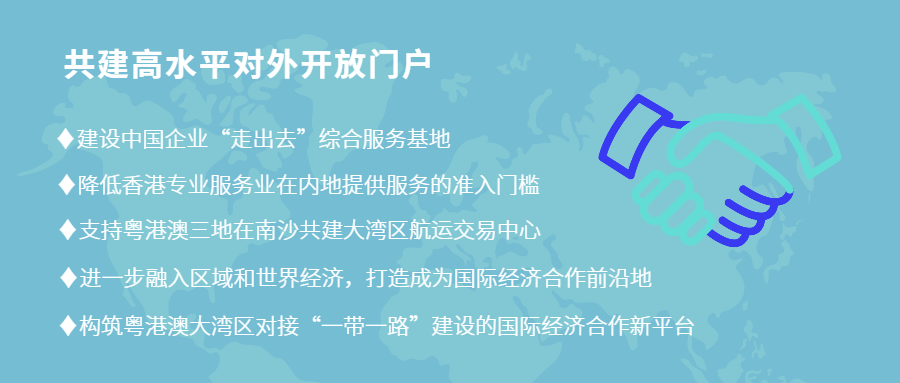 共建高水平对外开放门户
♦建设中国企业“走出去”综合服务基地
♦降低香港专业服务业在内地提供服务的准入门槛
♦支持粤港澳三地在南沙共建大湾区航运交易中心
♦进一步融入区域和世界经济，打造成为国际经济合作前沿地
♦构筑粤港澳大湾区对接“一带一路”建设的国际经济合作新平台